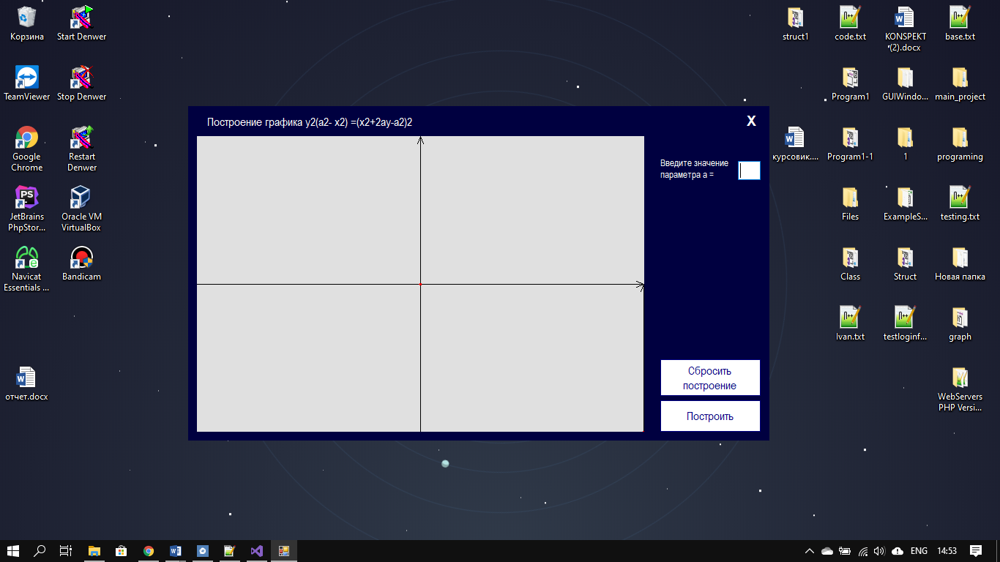 Корзина
Start Denwer
TeamViewer
Stop Denwer
Google
Chrome
Restart
Denwer
JetBrains
PhpStor...
Oracle VM
VirtualBox
Navicat
Essentials ...
Bandicam
отчет.docx
Построение графика y2(a2- x2) =(x2+2ay-a2)2
X
Введите значение
параметра a =
Сбросить
построение
Построить
struct1
code.txt
KONSPEKT
(2).docx
base.txt
Program1
GUIWindo...
main_project
курсовик....
Program1-1
1
programing
Files
ExampleS...
testing.txt
Class
Struct
Новая папка
Ivan.txt
testloginf...
graph
WebServers
PHP Versi...
ENG
14:53